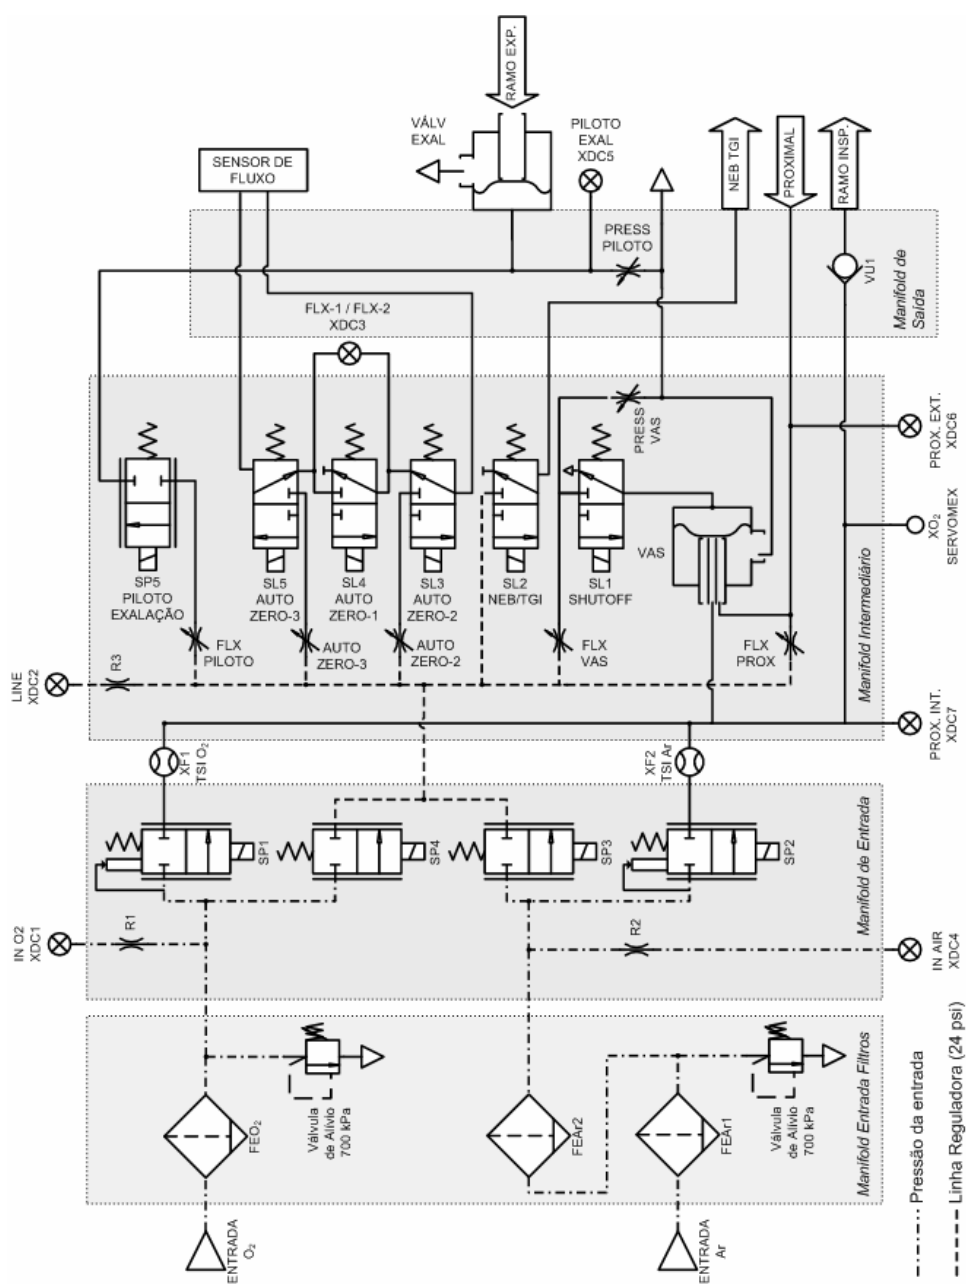 RAMO EXP.
VÁLV
EXAL
PILOTO
EXAL
XDC5
SENSOR DE
FLUXO
NEB TGI
PROXIMAL
RAMO INSP.
PRESS
PILOTO
VU1
Manifold de
Saída
FLX-1 / FLX-2
XDC3
PRESS
VAS
PROX. EXT.
XDC6
XO2
SERVOMEX
VAS
SP5
PILOTO
EXALAÇÃO
SL5
AUTO
ZERO-3
SL4
AUTO
ZERO-1
SL3
AUTO
ZERO-2
SL2
NEB/TGI
SL1
SHUTOFF
FLX
PILOTO
AUTO
ZERO-3
AUTO
ZERO-2
FLX
VAS
FLX
PROX
Manifold Intermediário
LINE
XDC2
R3
PROX. INT.
XDC7
XF1
TSI O2
XF2
TSI Ar
SP1
SP4
SP3
SP2
Manifold de Entrada
IN O2
XDC1
R1
R2
IN AIR
XDC4
FEO2
Válvula
de Alívio
700 kPa
FEAr2
FEAr1
Válvula
de Alívio
700 kPa
Manifold Entrada Filtros
ENTRADA
O2
ENTRADA
Ar
Pressão da entrada
Linha Reguladora (24 psi)